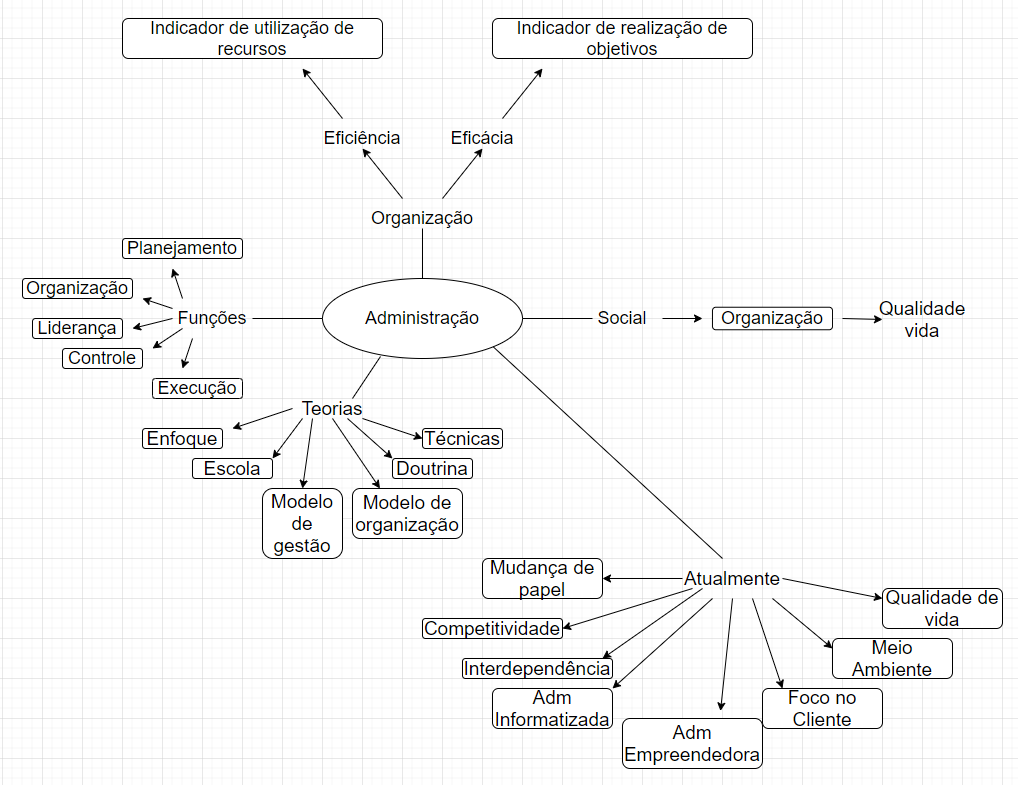 Indicador de utilização de
recursos
Indicador de realização de
objetivos
Eficiência
Eficácia
Organização
Planejamento
Organização
Liderança
Controle
Execução
Funções
Administração
Social
Organização
Qualidade
vida
Teorias
Enfoque
Escola
Modelo
de
gestão
Modelo de
organização
Doutrina
Técnicas
Atualmente
Mudança de
papel
Competitividade
Interdependência
Adm
Informatizada
Adm
Empreendedora
Foco no
Cliente
Meio
Ambiente
Qualidade de
vida